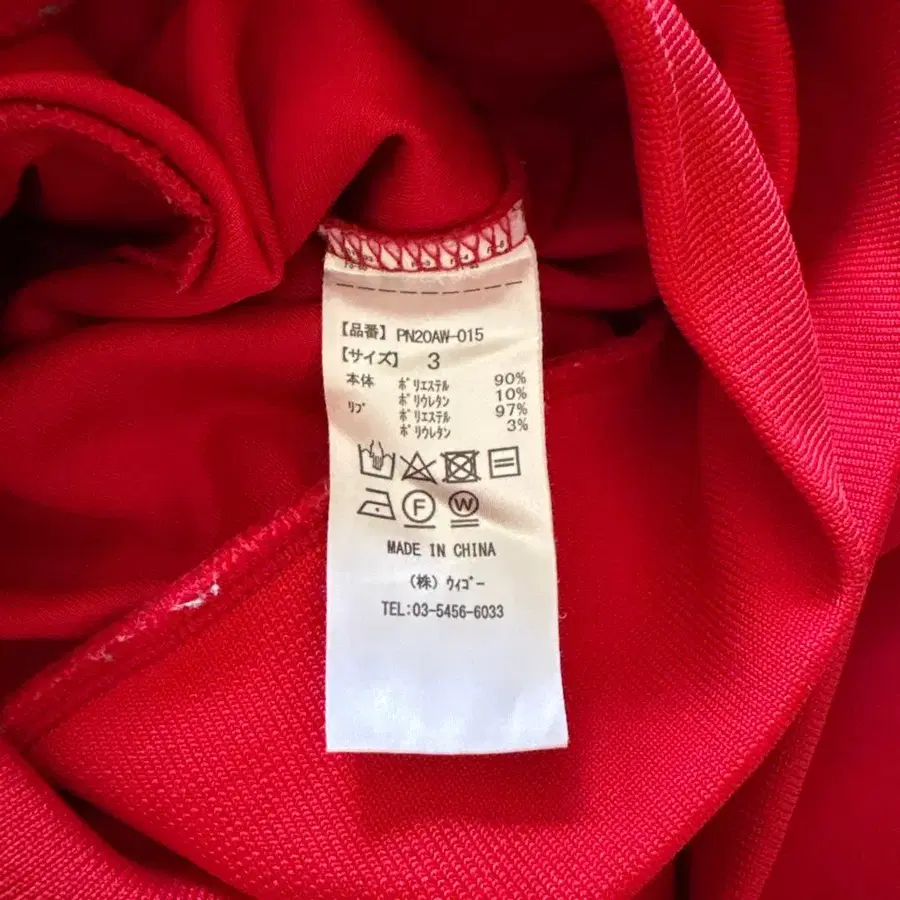 【品番】 PN20AW-015
【サイズ】 3
本体 ﾎﾟﾘｴｽﾃﾙ 90%
ﾎﾟﾘｳﾚﾀﾝ 10%
ﾘﾌﾞ ﾎﾟﾘｴｽﾃﾙ 97%
ﾎﾟﾘｳﾚﾀﾝ 3%
F W
MADE IN CHINA
(株) ｳｨｺﾞｰ
TEL:03-5456-6033